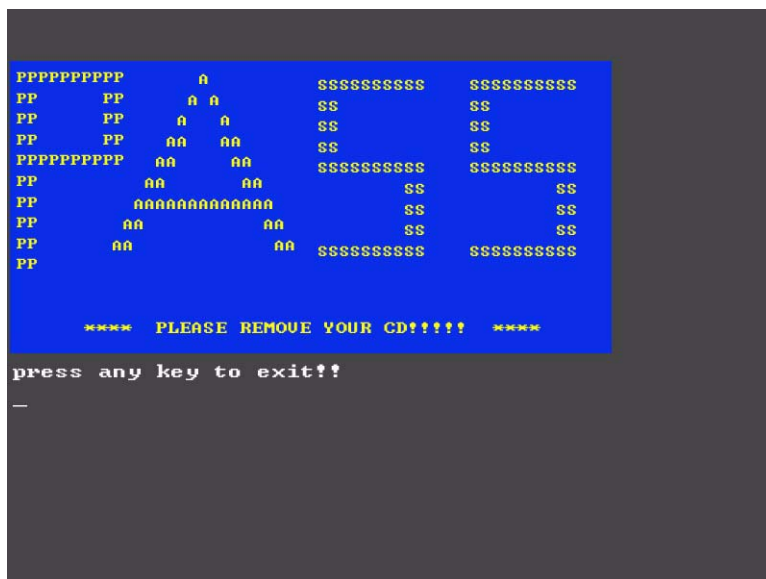 PPPPPPPPPP A SSSSSSSSSS SSSSSSSSSS
PP PP A A SS SS
PP PP A A SS SS
PP PP AA AA SS SS
PPPPPPPPPP AA AA SSSSSSSSSS SSSSSSSSSS
PP AA AA SS SS
PP AAAAAAAAAAAAA SS SS
PP AA AA SS SS
PP AA AA SSSSSSSSSS SSSSSSSSSS
PP
**** PLEASE REMOVE YOUR CD!!!!! ****
press any key to exit!!
_